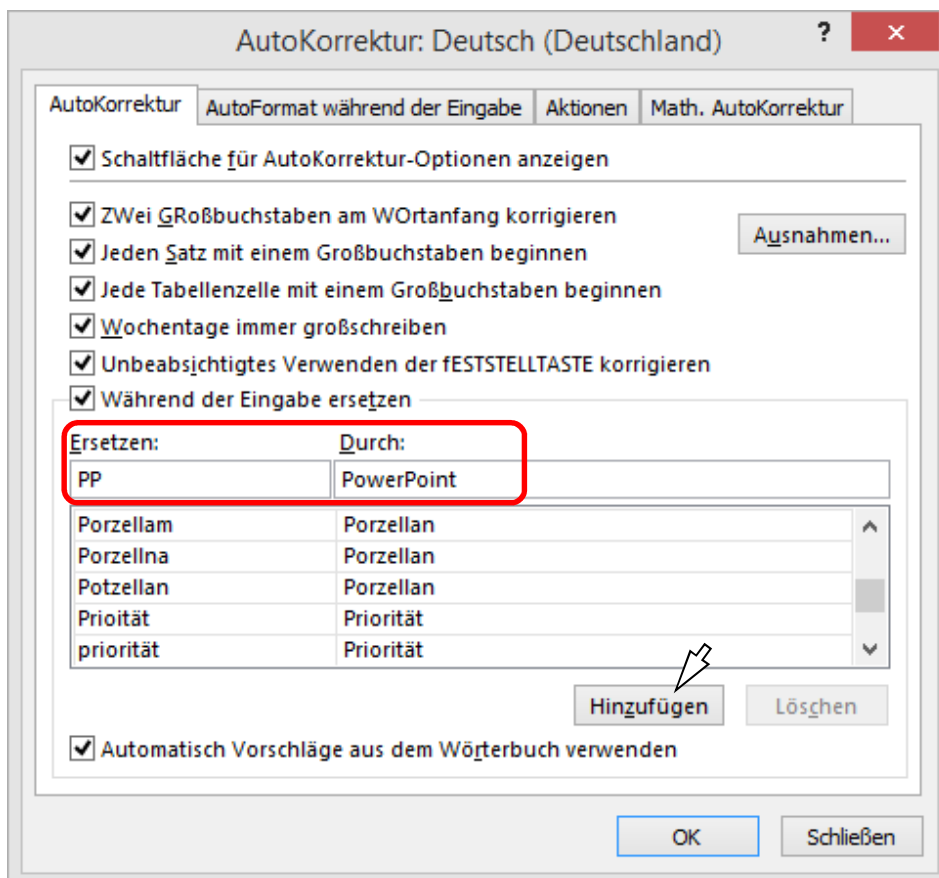 AutoKorrektur: Deutsch (Deutschland) ? ×
AutoKorrektur AutoFormat während der Eingabe Aktionen Math. AutoKorrektur
Schaltfläche für AutoKorrektur-Optionen anzeigen
ZWei GRoßbuchstaben am WOrtanfang korrigieren
Ausnahmen...
Jeden Satz mit einem Großbuchstaben beginnen
Jede Tabellenzelle mit einem Großbuchstaben beginnen
Wochentage immer großschreiben
Unbeabsichtigtes Verwenden der fESTSTELLTASTE korrigieren
Während der Eingabe ersetzen
Ersetzen: Durch:
PP PowerPoint
Porzellam Porzellan
Porzellna Porzellan
Potzellan Porzellan
Prioität Priorität
priorität Priorität
Hinzufügen Löschen
Automatisch Vorschläge aus dem Wörterbuch verwenden
OK Schließen